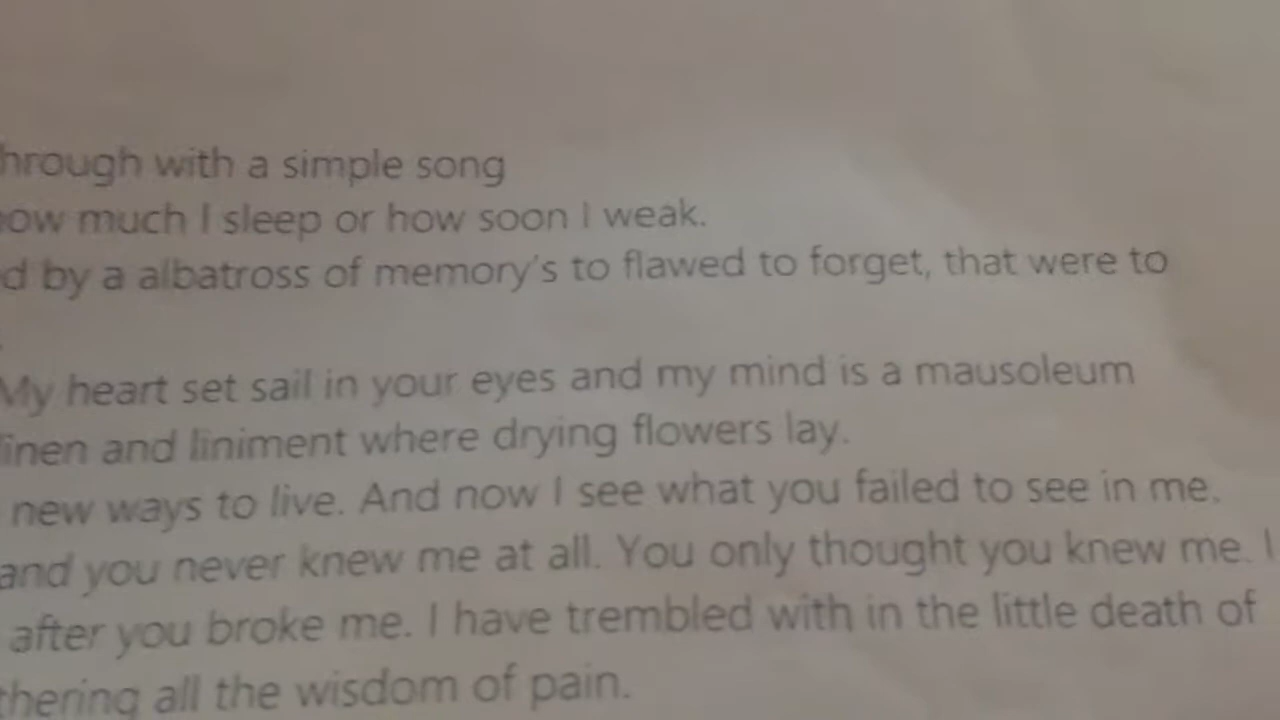 hrough with a simple song
ow much I sleep or how soon I weak.
d by a albatross of memory's to flawed to forget, that were to
My heart set sail in your eyes and my mind is a mausoleum
linen and liniment where drying flowers lay.
new ways to live. And now I see what you failed to see in me.
and you never knew me at all. You only thought you knew me. I
after you broke me. I have trembled with in the little death of
thering all the wisdom of pain.